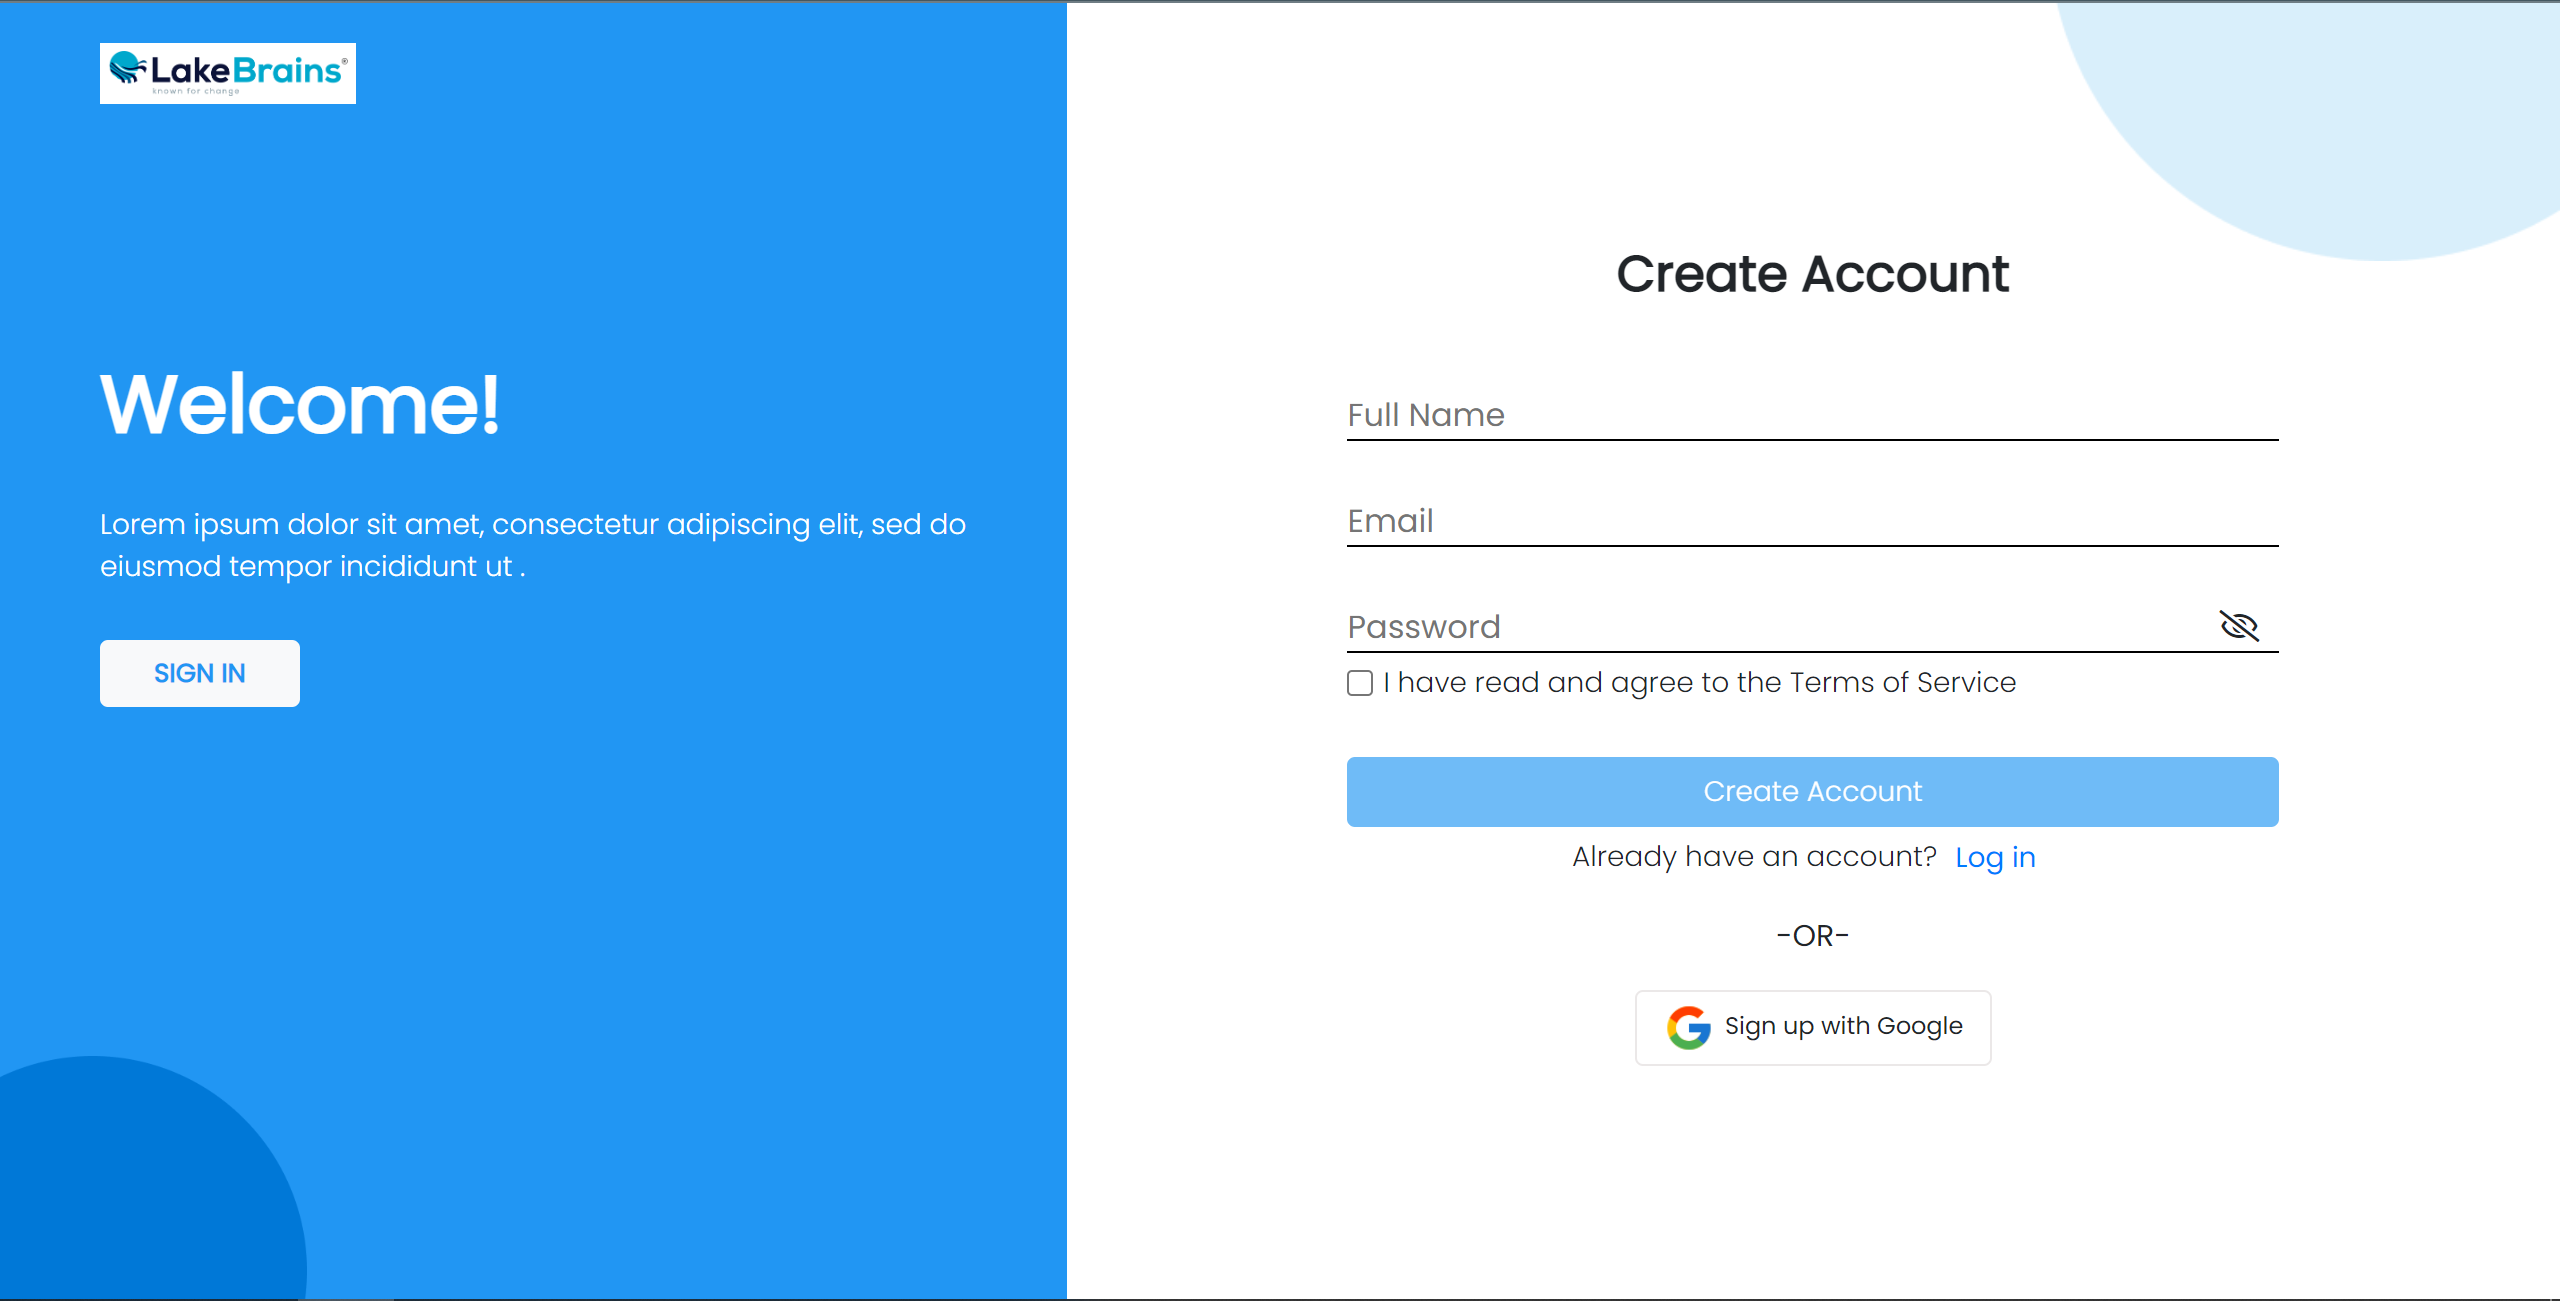 LakeBrains®
known for change
Welcome!
Lorem ipsum dolor sit amet, consectetur adipiscing elit, sed do
eiusmod tempor incididunt ut .
SIGN IN
Create Account
Full Name
Email
Password
I have read and agree to the Terms of Service
Create Account
Already have an account? Log in
-OR-
Sign up with Google